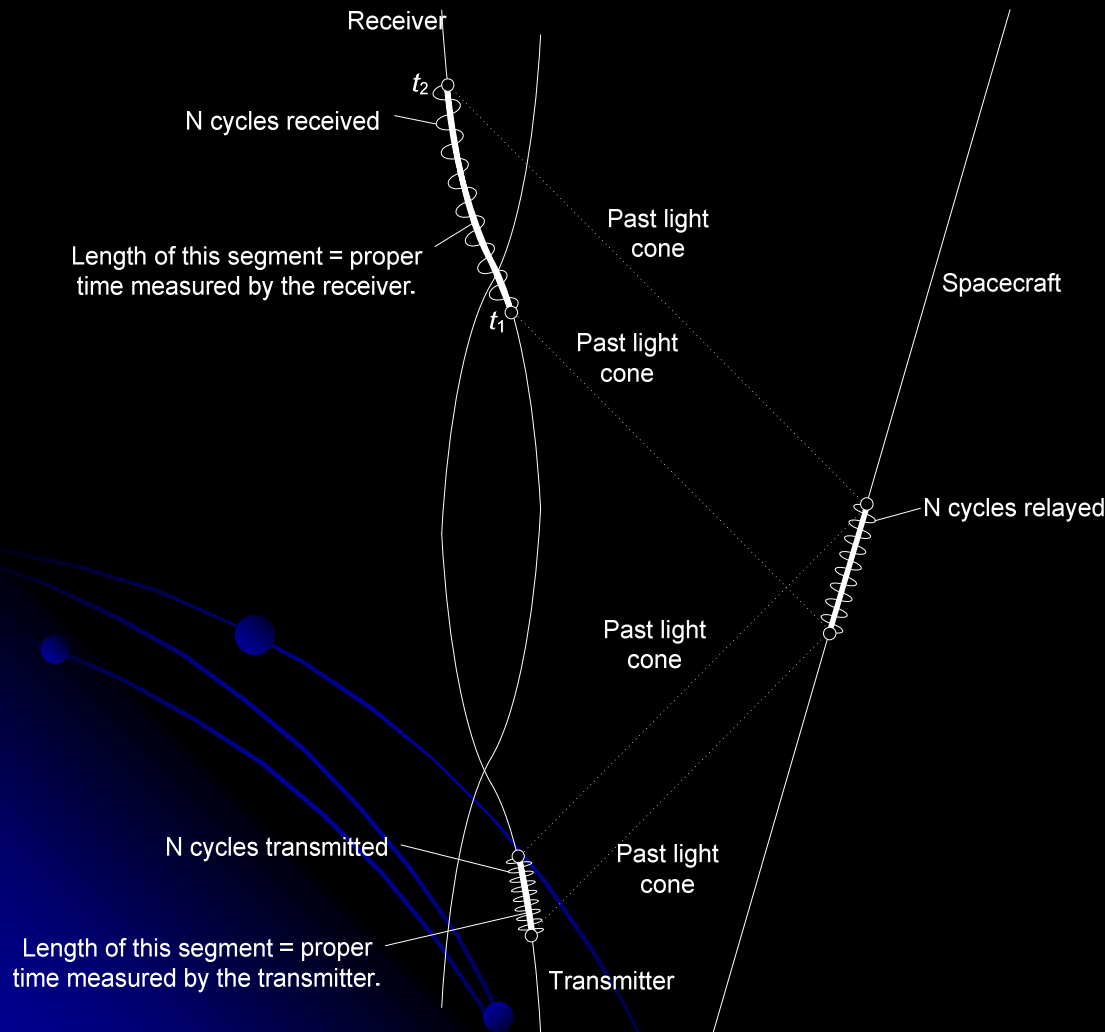 Receiver
t2
N cycles received
Past light
cone
Length of this segment = proper
time measured by the receiver.
Spacecraft
t1
Past light
cone
N cycles relayed
Past light
cone
N cycles transmitted
Past light
cone
Length of this segment = proper
time measured by the transmitter.
Transmitter